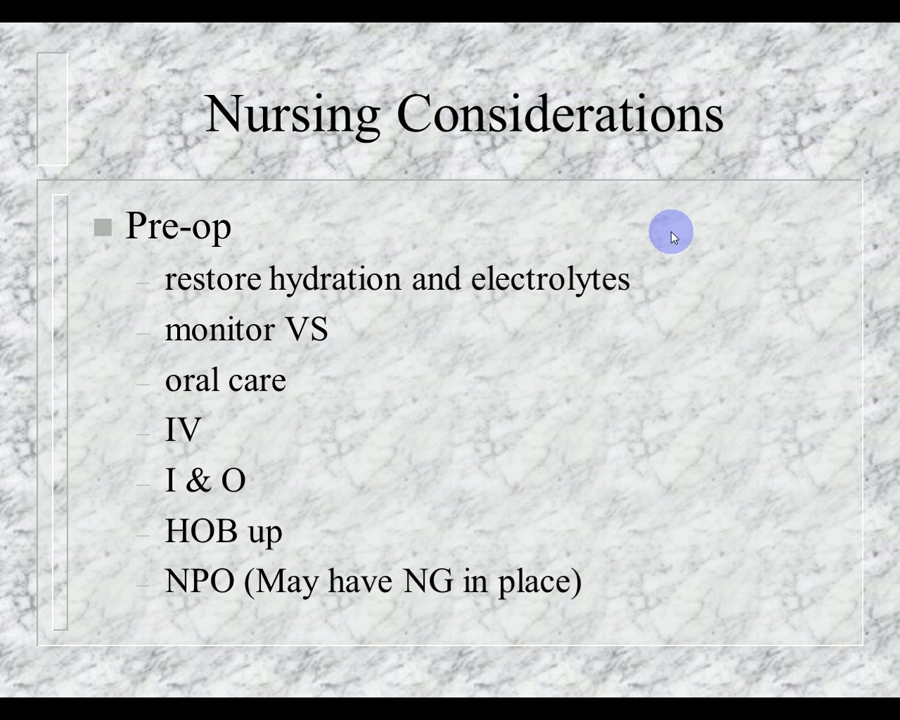 Nursing Considerations
Pre-op
restore hydration and electrolytes
monitor VS
oral care
IV
I & O
HOB up
NPO (May have NG in place)